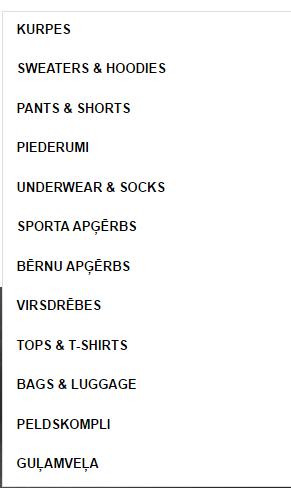 KURPES
SWEATERS & HOODIES
PANTS & SHORTS
PIEDERUMI
UNDERWEAR & SOCKS
SPORTA APĢĒRBS
BĒRNU APĢĒRBS
VIRSDRĒBES
TOPS & T-SHIRTS
BAGS & LUGGAGE
PELDSKOMPLI
GUĻAMVEĻA